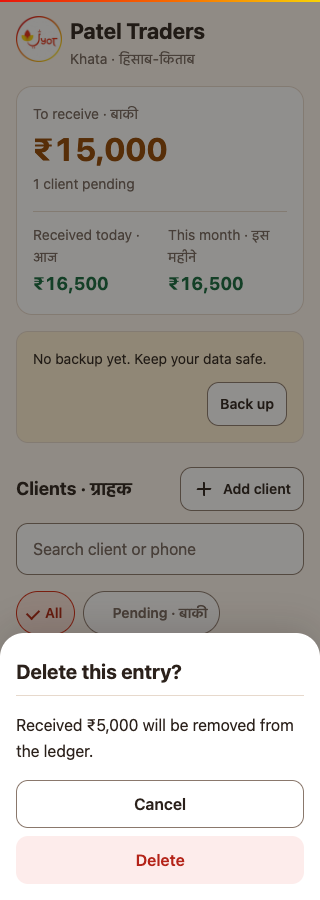 Jyot
Patel Traders
Khata · हिसाब-किताब
To receive · बाकी
₹15,000
1 client pending
Received today · आज
₹16,500
This month · इस महीने
₹16,500
No backup yet. Keep your data safe.
Back up
Clients · ग्राहक
Add client
Search client or phone
All
Pending · बाकी
Delete this entry?
Received ₹5,000 will be removed from
the ledger.
Cancel
Delete